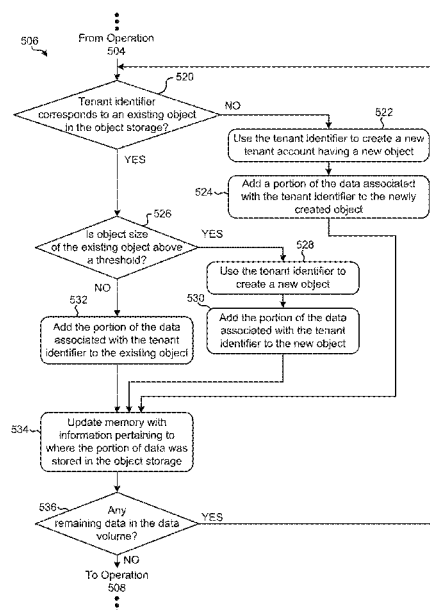 506
From Operation
504
520
Tenant identifier
corresponds to an existing object
in the object storage?
NO
522
Use the tenant identifier to create a new
tenant account having a new object
YES
524
Add a portion of the data associated
with the tenant identifier to the newly
created object
526
Is object size
of the existing object above
a threshold?
YES
528
Use the tenant identifier to
create a new object
NO
532
530
Add the portion of the data
associated with the tenant
identifier to the existing object
Add the portion of the data
associated with the tenant
identifier to the new object
534
Update memory with
information pertaining to
where the portion of data was
stored in the object storage
536
Any
remaining data in the data
volume?
YES
NO
To Operation
508